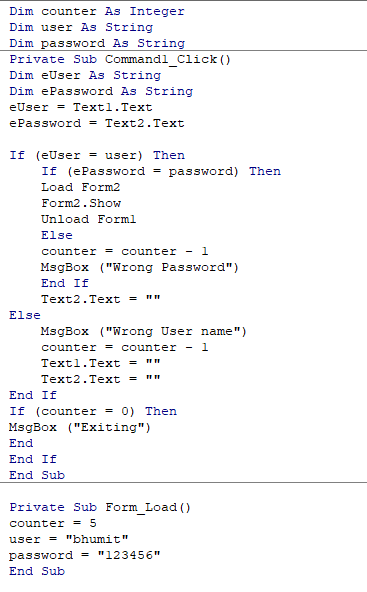 Dim counter As Integer
Dim user As String
Dim password As String
Private Sub Command1_Click()
Dim eUser As String
Dim ePassword As String
eUser = Text1.Text
ePassword = Text2.Text
If (eUser = user) Then
If (ePassword = password) Then
Load Form2
Form2.Show
Unload Form1
Else
counter = counter - 1
MsgBox ("Wrong Password")
End If
Text2.Text = ""
Else
MsgBox ("Wrong User name")
counter = counter - 1
Text1.Text = ""
Text2.Text = ""
End If
If (counter = 0) Then
MsgBox ("Exiting")
End
End If
End Sub
Private Sub Form_Load()
counter = 5
user = "bhumit"
password = "123456"
End Sub